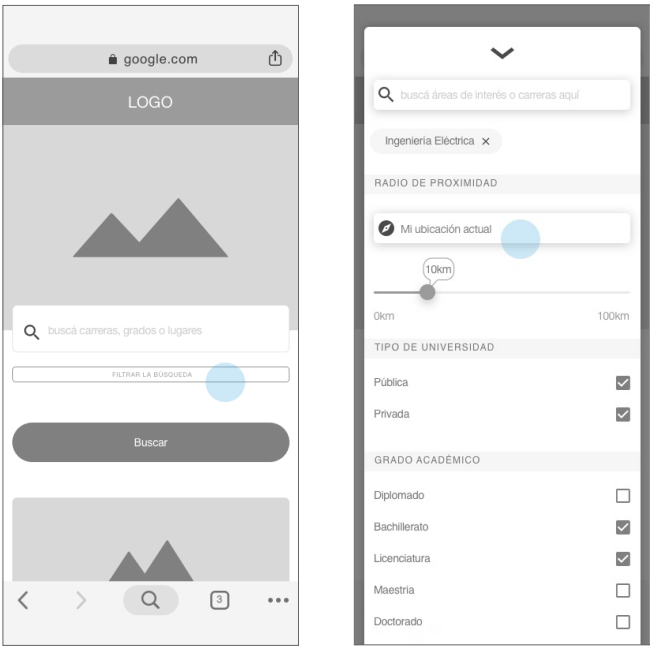 google.com
LOGO
buscá carreras, grados o lugares
FILTRAR LA BÚSQUEDA
Buscar
3
buscá áreas de interés o carreras aquí
Ingeniería Eléctrica ×
RADIO DE PROXIMIDAD
Mi ubicación actual
10km
0km 100km
TIPO DE UNIVERSIDAD
Pública
Privada
GRADO ACADÉMICO
Diplomado
Bachillerato
Licenciatura
Maestría
Doctorado